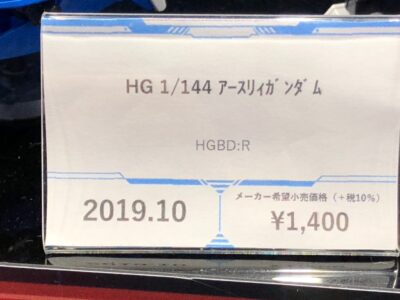 HG 1/144 ｱｰｽﾘｨｶﾞﾝﾀﾞﾑ
HGBD:R
2019.10
メーカー希望小売価格（＋税10%）
¥1,400